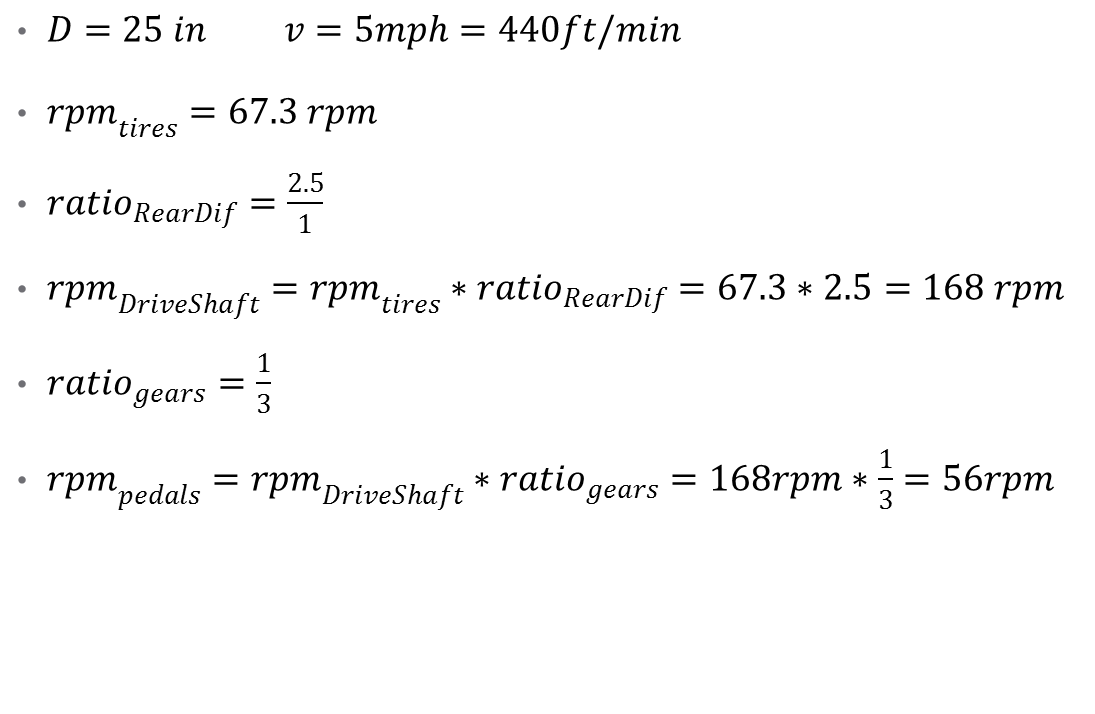 • D = 25 in v = 5mph = 440ft/min
• rpm_tires = 67.3 rpm
• ratio_RearDif = 2.5/1
• rpm_DriveShaft = rpm_tires * ratio_RearDif = 67.3 * 2.5 = 168 rpm
• ratio_gears = 1/3
• rpm_pedals = rpm_DriveShaft * ratio_gears = 168rpm * 1/3 = 56rpm